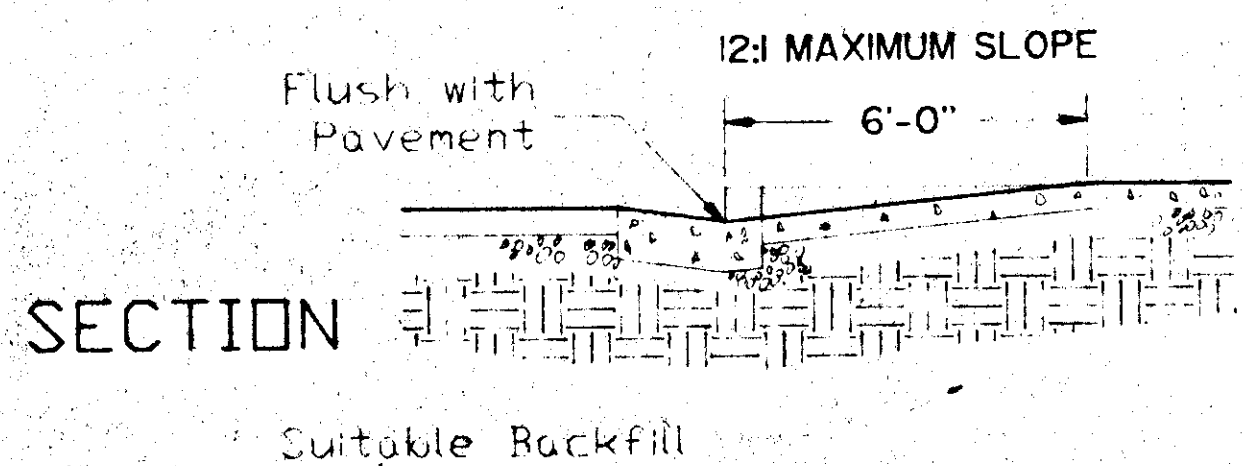 12:1 MAXIMUM SLOPE
Flush with
Pavement
6'-0"
SECTION
Suitable Backfill